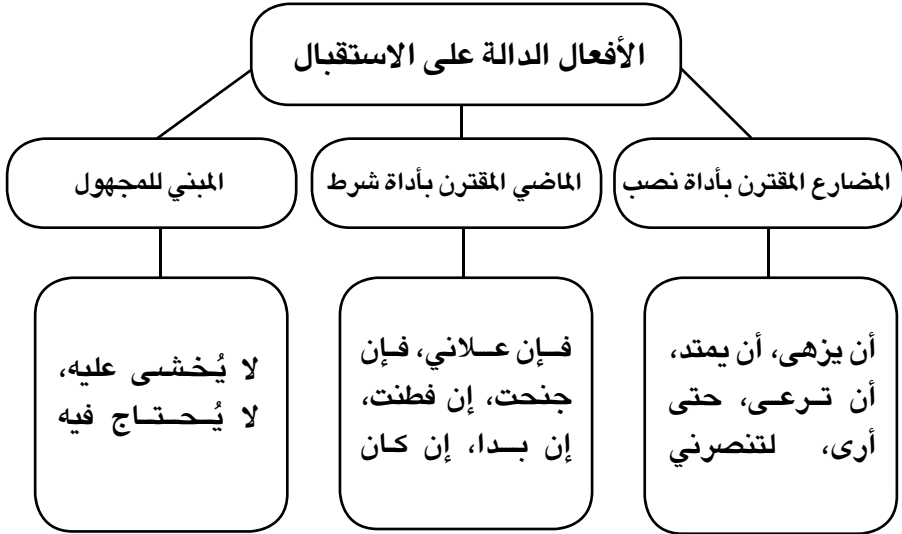 الأفعال الدالة على الاستقبال
المضارع المقترن بأداة نصب
الماضي المقترن بأداة شرط
المبني للمجهول
أن يزهى، أن يمتد،
أن ترعى، حتى
أرى، لتنصرني
فإن علاني، فإن
جنحت، إن فطنت،
إن بدا، إن كان
لا يُخشى عليه،
لا يُحتاج فيه